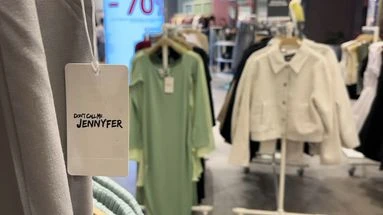 - 70%
DON'T CALL ME
JENNYFER